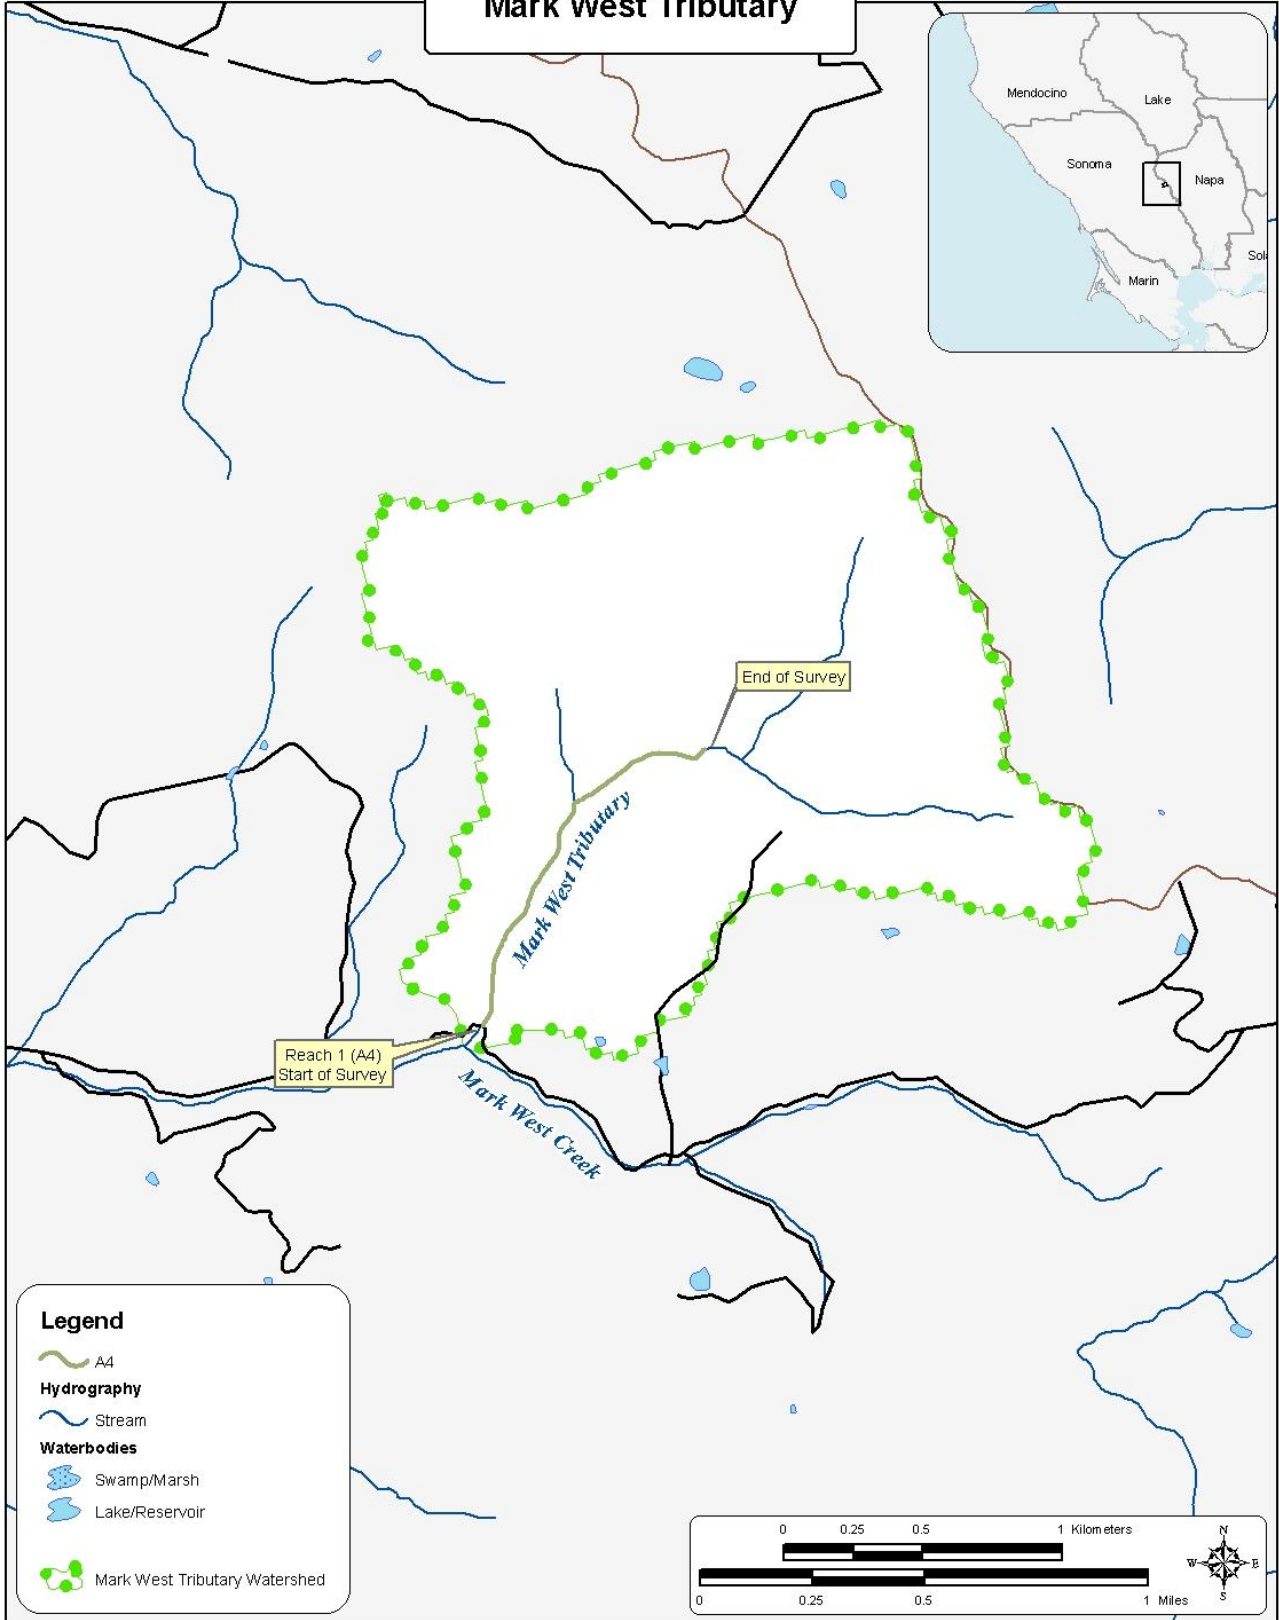 Mark West Tributary
Mendocino
Lake
Sonoma
Napa
Marin
End of Survey
Mark West Tributary
Reach 1 (A4)
Start of Survey
Mark West Creek
Legend
A4
Hydrography
Stream
Waterbodies
Swamp/Marsh
Lake/Reservoir
Mark West Tributary Watershed
0 0.25 0.5 1 Kilometers
0 0.25 0.5 1 Miles
N
W E
S